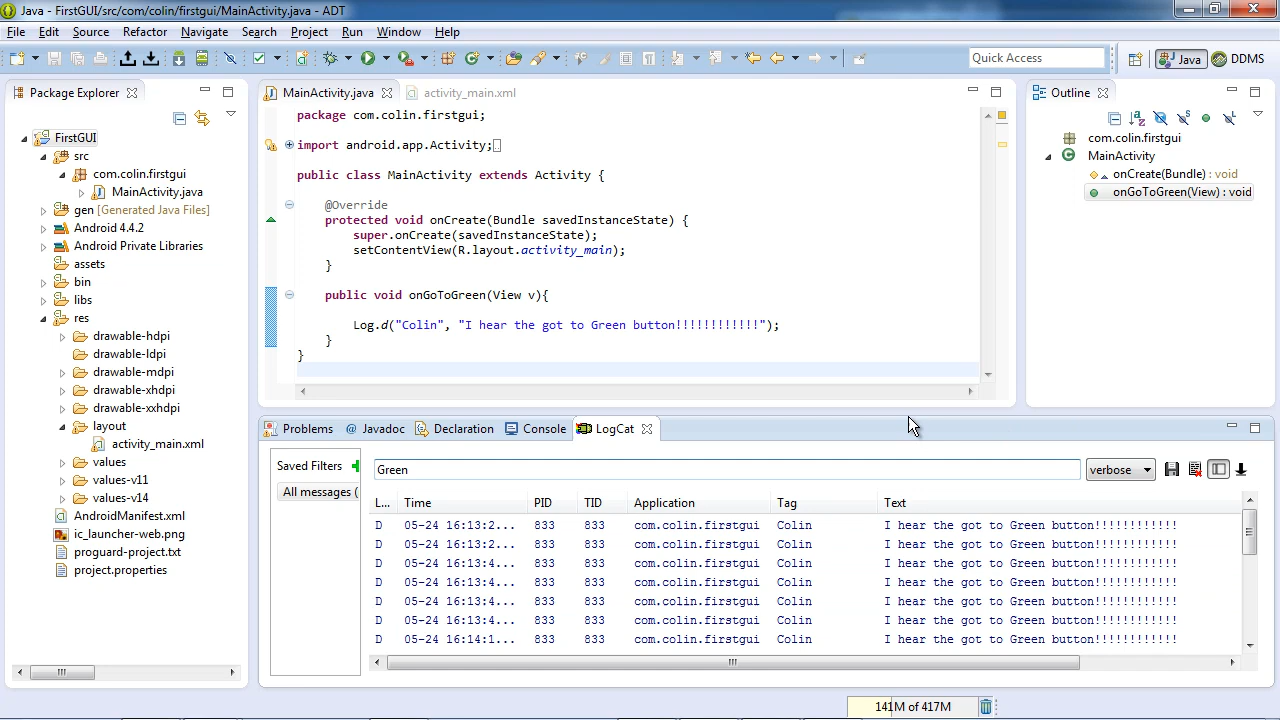 Java - FirstGUI/src/com/colin/firstgui/MainActivity.java - ADT
File Edit Source Refactor Navigate Search Project Run Window Help
Quick Access
Java
DDMS
Package Explorer
FirstGUI
src
com.colin.firstgui
MainActivity.java
gen [Generated Java Files]
Android 4.4.2
Android Private Libraries
assets
bin
libs
res
drawable-hdpi
drawable-ldpi
drawable-mdpi
drawable-xhdpi
drawable-xxhdpi
layout
activity_main.xml
values
values-v11
values-v14
AndroidManifest.xml
ic_launcher-web.png
proguard-project.txt
project.properties
MainActivity.java
activity_main.xml
package com.colin.firstgui;
import android.app.Activity;
public class MainActivity extends Activity {
@Override
protected void onCreate(Bundle savedInstanceState) {
super.onCreate(savedInstanceState);
setContentView(R.layout.activity_main);
}
public void onGoToGreen(View v){
Log.d("Colin", "I hear the got to Green button!!!!!!!!!!!!");
}
}
Outline
com.colin.firstgui
MainActivity
onCreate(Bundle) : void
onGoToGreen(View) : void
Problems
@ Javadoc
Declaration
Console
LogCat
Saved Filters
All messages (
Green
verbose
L... Time PID TID Application Tag Text
D 05-24 16:13:2... 833 833 com.colin.firstgui Colin I hear the got to Green button!!!!!!!!!!!!
D 05-24 16:13:2... 833 833 com.colin.firstgui Colin I hear the got to Green button!!!!!!!!!!!!
D 05-24 16:13:4... 833 833 com.colin.firstgui Colin I hear the got to Green button!!!!!!!!!!!!
D 05-24 16:13:4... 833 833 com.colin.firstgui Colin I hear the got to Green button!!!!!!!!!!!!
D 05-24 16:13:4... 833 833 com.colin.firstgui Colin I hear the got to Green button!!!!!!!!!!!!
D 05-24 16:13:4... 833 833 com.colin.firstgui Colin I hear the got to Green button!!!!!!!!!!!!
D 05-24 16:14:1... 833 833 com.colin.firstgui Colin I hear the got to Green button!!!!!!!!!!!!
141M of 417M